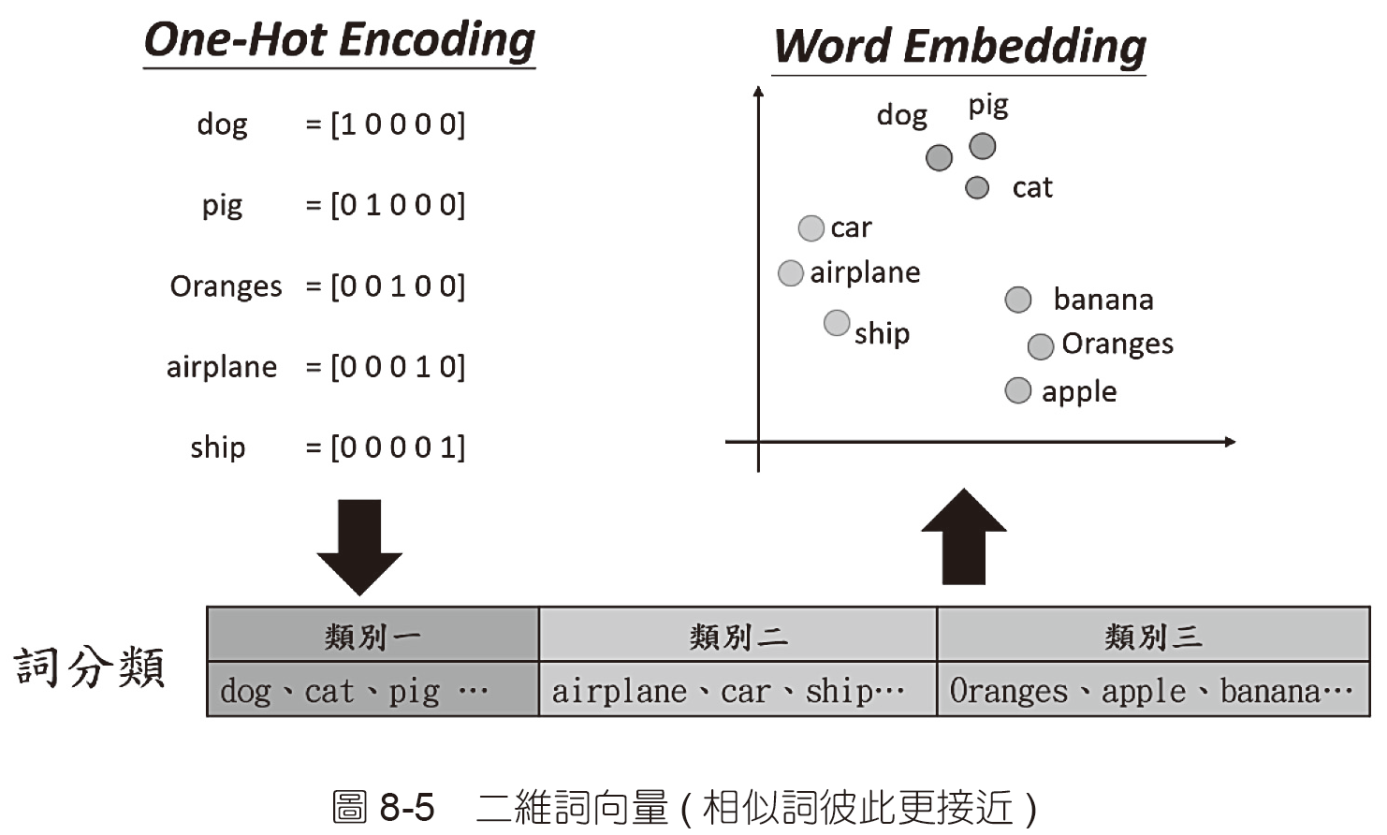 One-Hot Encoding
dog = [1 0 0 0 0]
pig = [0 1 0 0 0]
Oranges = [0 0 1 0 0]
airplane = [0 0 0 1 0]
ship = [0 0 0 0 1]
Word Embedding
dog
pig
cat
car
airplane
ship
banana
Oranges
apple
詞分類
類別一 類別二 類別三
dog、cat、pig … airplane、car、ship… Oranges、apple、banana…
圖 8-5 二維詞向量 ( 相似詞彼此更接近 )